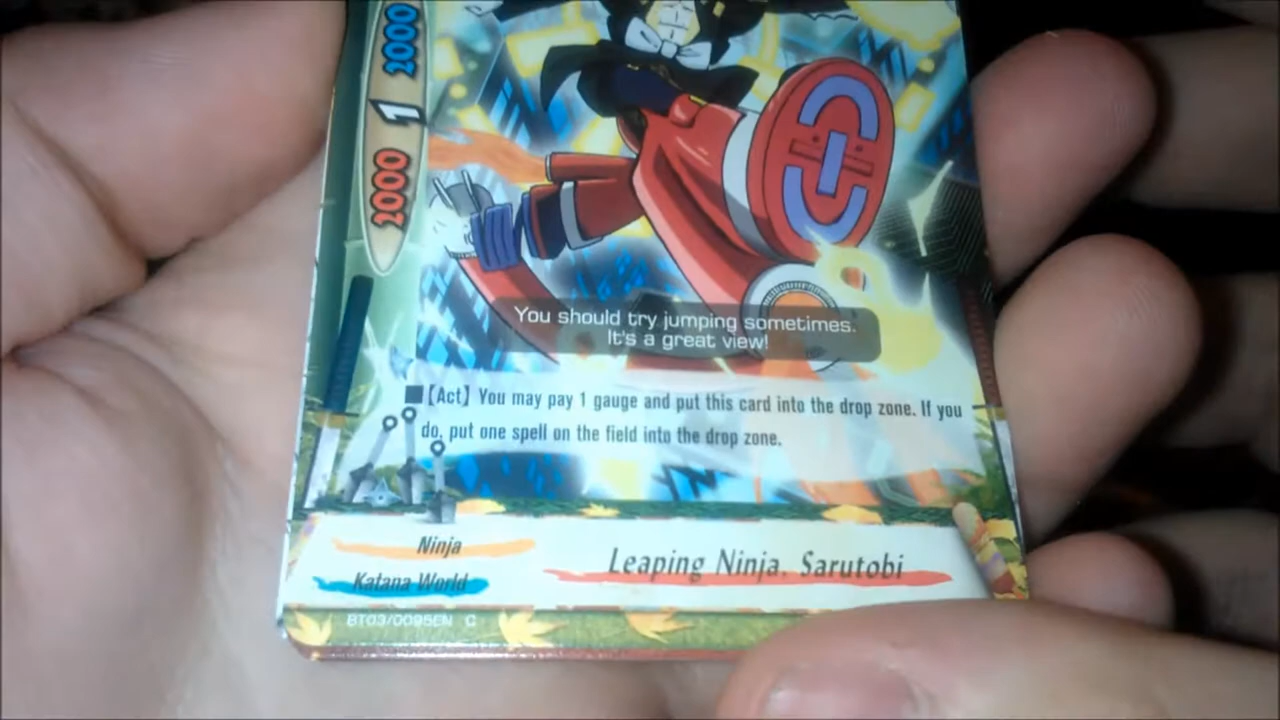 2000 1 2000
You should try jumping sometimes.
It's a great view!
■【Act】 You may pay 1 gauge and put this card into the drop zone. If you
do, put one spell on the field into the drop zone.
Ninja
Katana World
Leaping Ninja, Sarutobi
BT03/0095EN C